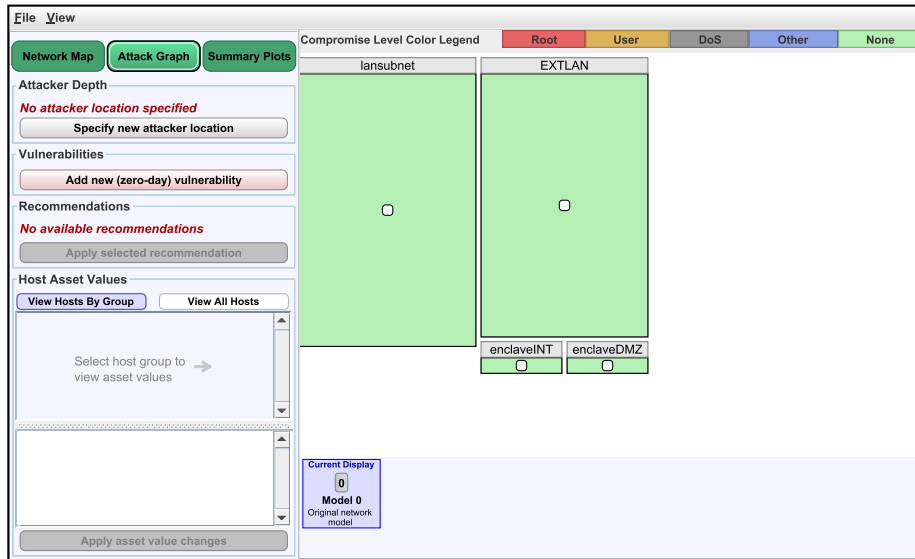 File View
Network Map Attack Graph Summary Plots
Compromise Level Color Legend Root User DoS Other None
Attacker Depth
No attacker location specified
Specify new attacker location
Vulnerabilities
Add new (zero-day) vulnerability
Recommendations
No available recommendations
Apply selected recommendation
Host Asset Values
View Hosts By Group View All Hosts
Select host group to
view asset values
Apply asset value changes
lansubnet EXTLAN
enclaveINT enclaveDMZ
Current Display
0
Model 0
Original network
model